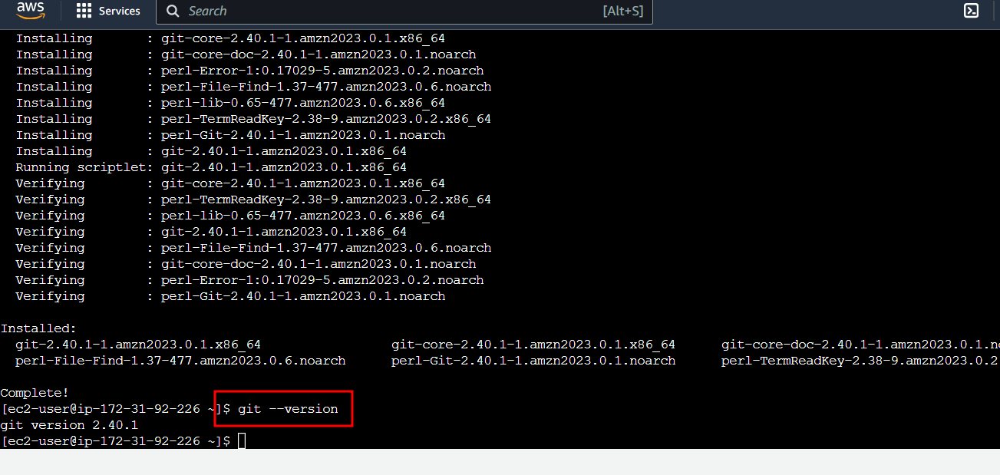 aws Services Search [Alt+S]
Installing : git-core-2.40.1-1.amzn2023.0.1.x86_64
Installing : git-core-doc-2.40.1-1.amzn2023.0.1.noarch
Installing : perl-Error-1:0.17029-5.amzn2023.0.2.noarch
Installing : perl-File-Find-1.37-477.amzn2023.0.6.noarch
Installing : perl-lib-0.65-477.amzn2023.0.6.x86_64
Installing : perl-TermReadKey-2.38-9.amzn2023.0.2.x86_64
Installing : perl-Git-2.40.1-1.amzn2023.0.1.noarch
Installing : git-2.40.1-1.amzn2023.0.1.x86_64
Running scriptlet: git-2.40.1-1.amzn2023.0.1.x86_64
Verifying : git-core-2.40.1-1.amzn2023.0.1.x86_64
Verifying : perl-TermReadKey-2.38-9.amzn2023.0.2.x86_64
Verifying : perl-lib-0.65-477.amzn2023.0.6.x86_64
Verifying : git-2.40.1-1.amzn2023.0.1.x86_64
Verifying : perl-File-Find-1.37-477.amzn2023.0.6.noarch
Verifying : git-core-doc-2.40.1-1.amzn2023.0.1.noarch
Verifying : perl-Error-1:0.17029-5.amzn2023.0.2.noarch
Verifying : perl-Git-2.40.1-1.amzn2023.0.1.noarch
Installed:
git-2.40.1-1.amzn2023.0.1.x86_64 git-core-2.40.1-1.amzn2023.0.1.x86_64 git-core-doc-2.40.1-1.amzn2023.0.1.no
perl-File-Find-1.37-477.amzn2023.0.6.noarch perl-Git-2.40.1-1.amzn2023.0.1.noarch perl-TermReadKey-2.38-9.amzn2023.0.2
Complete!
[ec2-user@ip-172-31-92-226 ~]$ git --version
git version 2.40.1
[ec2-user@ip-172-31-92-226 ~]$